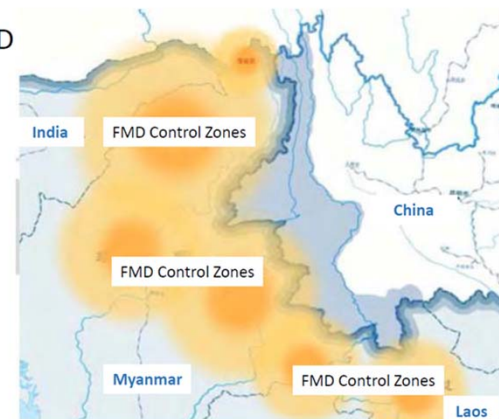 D
India
FMD Control Zones
China
FMD Control Zones
Myanmar
FMD Control Zones
Laos